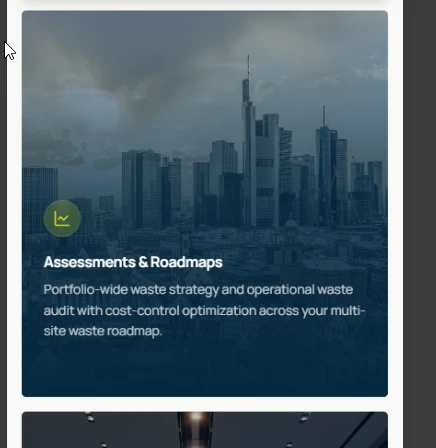 Assessments & Roadmaps
Portfolio-wide waste strategy and operational waste
audit with cost-control optimization across your multi-
site waste roadmap.